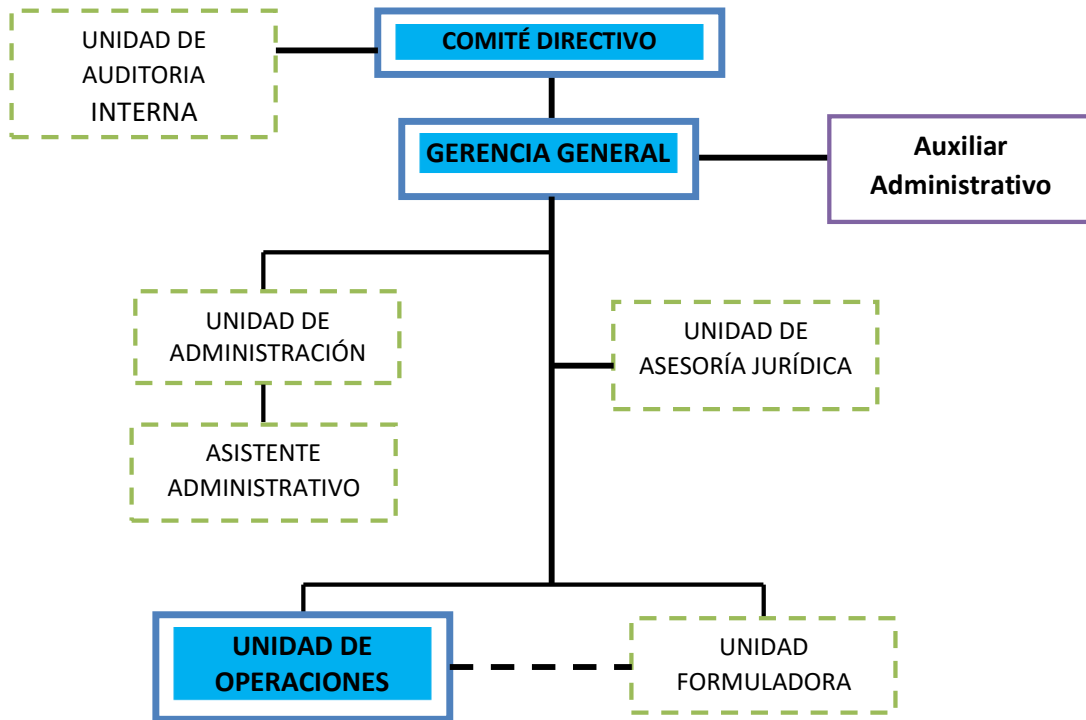 UNIDAD DE
AUDITORIA
INTERNA
COMITÉ DIRECTIVO
GERENCIA GENERAL
Auxiliar
Administrativo
UNIDAD DE
ADMINISTRACIÓN
UNIDAD DE
ASESORÍA JURÍDICA
ASISTENTE
ADMINISTRATIVO
UNIDAD DE
OPERACIONES
UNIDAD
FORMULADORA